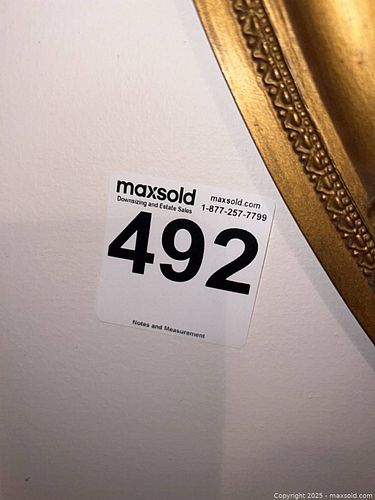 maxsold
Downsizing and Estate Sales
maxsold.com
1-877-257-7799
492
Notes and Measurement
Copyright 2025 - maxsold.com